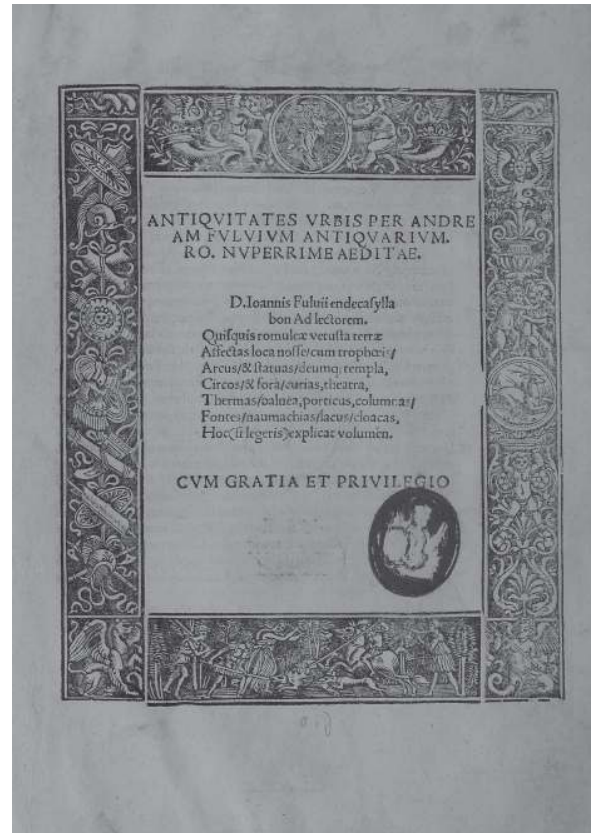 ANTIQVITATES VRBIS PER ANDRE
AM FVLVIVM ANTIQVARIVM.
RO. NVPERRIME AEDITAE.
D.Ioannis Fuluii endecasylla
bon Ad lectorem.
Quisquis romuleæ vetusta terræ
Affectas loca nosse/cum trophœis/
Arcus/& statuas/deumq; templa,
Circos/& fora/curias,theatra,
Thermas/balnea,porticus,columnas/
Fontes/naumachias/lacus/cloacas,
Hoc(si legeris)explicat volumen.
CVM GRATIA ET PRIVILEGIO